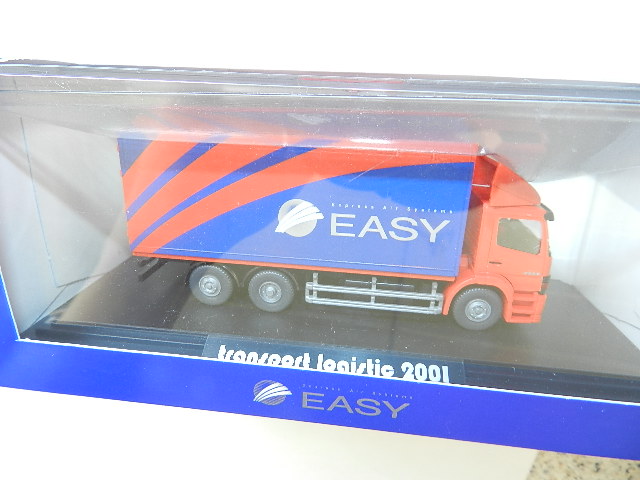 Express Air Systems
EASY
transport logistic 2001
Express Air Systems
EASY